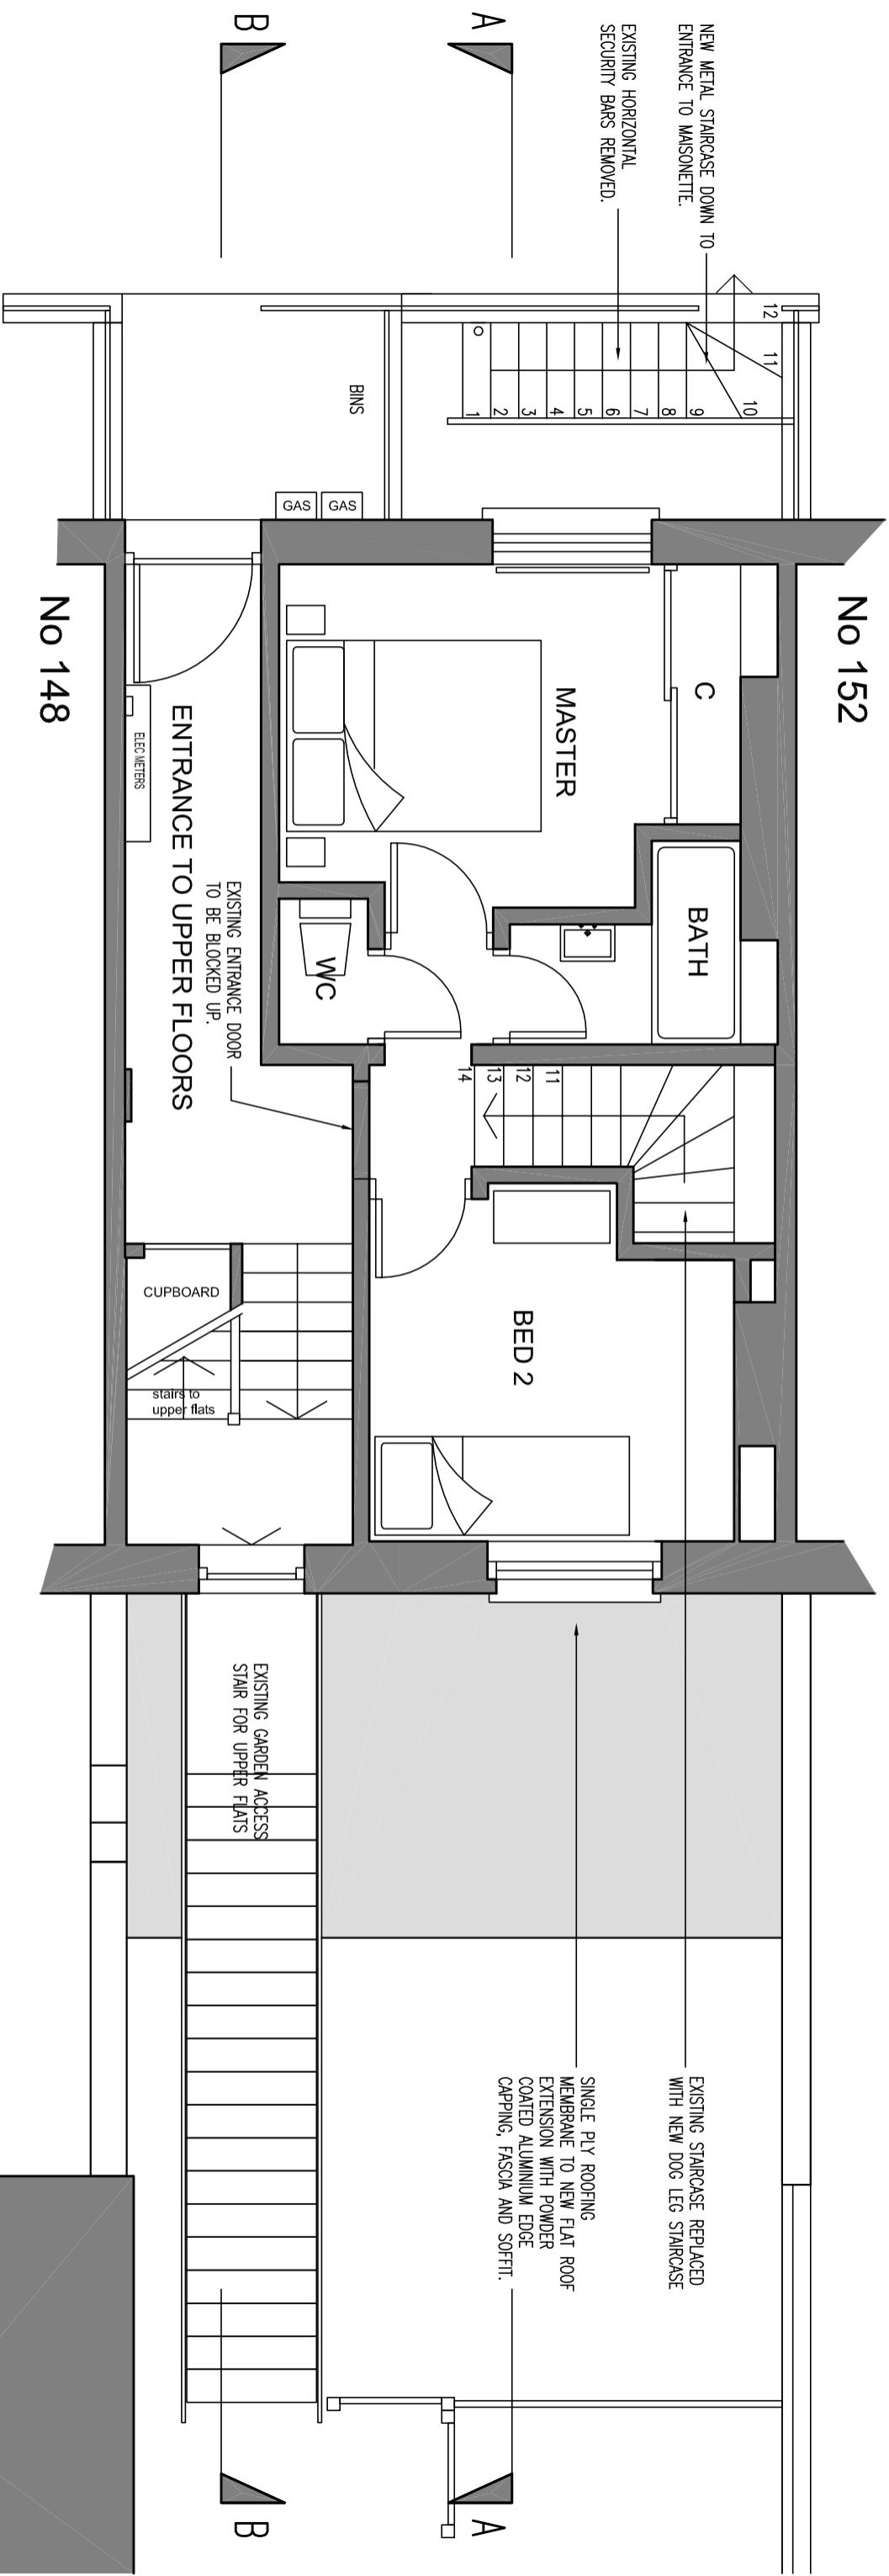 B
A
NEW METAL STAIRCASE DOWN TO
ENTRANCE TO MAISONETTE.
EXISTING HORIZONTAL
SECURITY BARS REMOVED.
12
11
10
9
8
7
6
5
4
3
2
1
BINS
GAS
GAS
No 148
No 152
C
MASTER
BATH
WC
ELEC METERS
ENTRANCE TO UPPER FLOORS
EXISTING ENTRANCE DOOR
TO BE BLOCKED UP.
14
13
12
11
CUPBOARD
stairs to
upper flats
BED 2
EXISTING GARDEN ACCESS
STAIR FOR UPPER FLATS
EXISTING STAIRCASE REPLACED
WITH NEW DOG LEG STAIRCASE
SINGLE PLY ROOFING
MEMBRANE TO NEW FLAT ROOF
EXTENSION WITH POWDER
COATED ALUMINIUM EDGE
CAPPING, FASCIA AND SOFFIT.
B
A